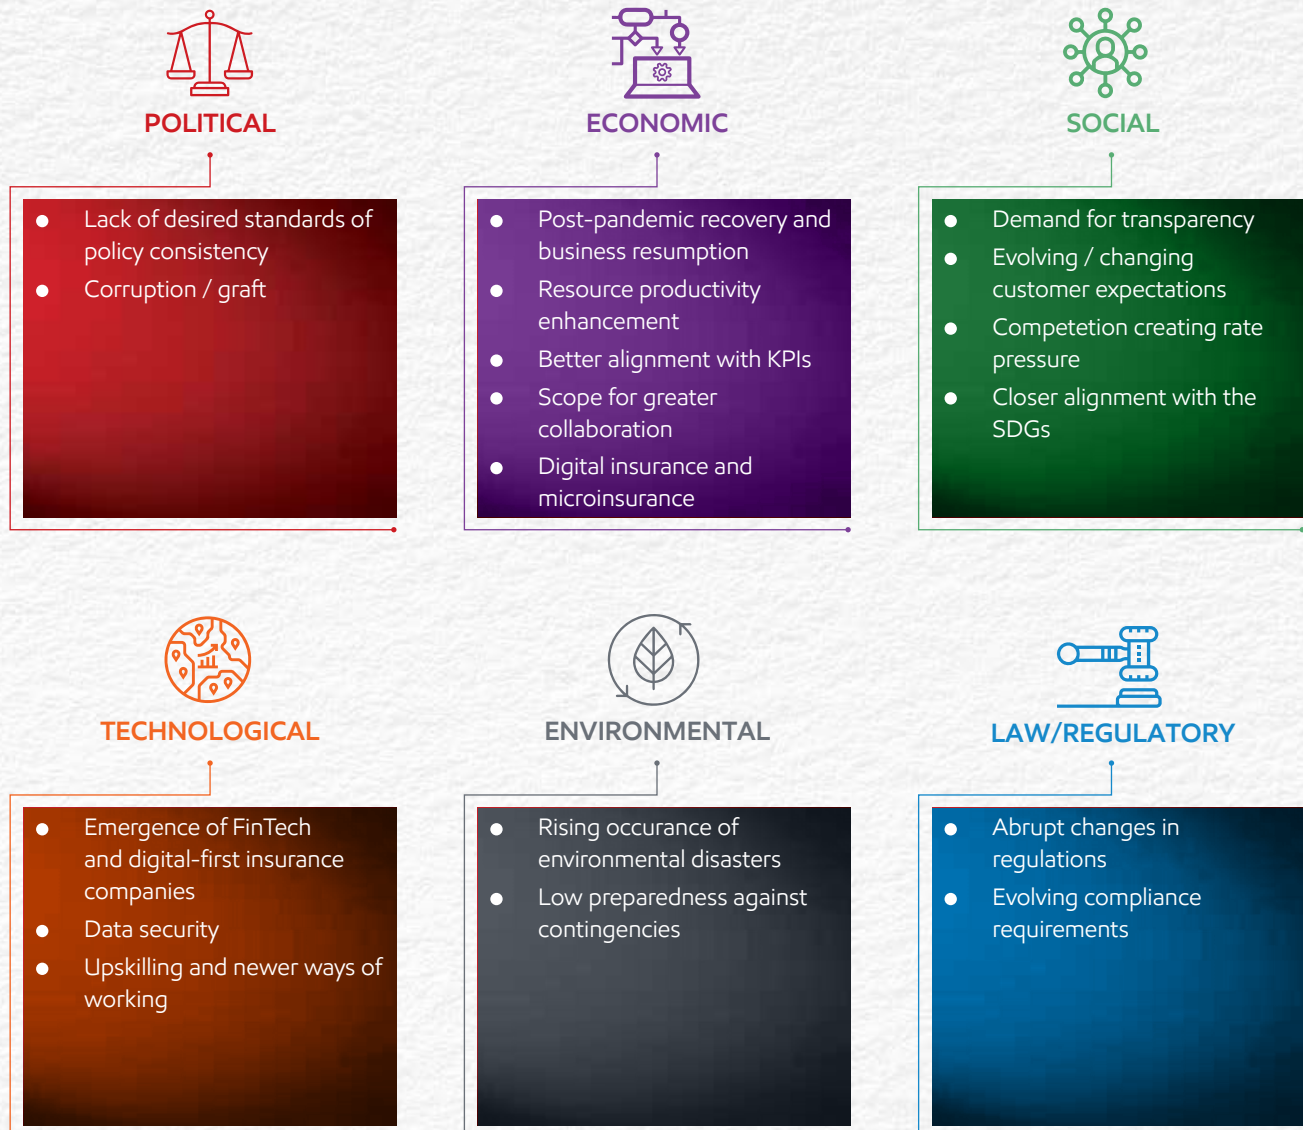 POLITICAL
● Lack of desired standards of
policy consistency
● Corruption / graft
ECONOMIC
● Post-pandemic recovery and
business resumption
● Resource productivity
enhancement
● Better alignment with KPIs
● Scope for greater
collaboration
● Digital insurance and
microinsurance
SOCIAL
● Demand for transparency
● Evolving / changing
customer expectations
● Competetion creating rate
pressure
● Closer alignment with the
SDGs
TECHNOLOGICAL
● Emergence of FinTech
and digital-first insurance
companies
● Data security
● Upskilling and newer ways of
working
ENVIRONMENTAL
● Rising occurance of
environmental disasters
● Low preparedness against
contingencies
LAW/REGULATORY
● Abrupt changes in
regulations
● Evolving compliance
requirements